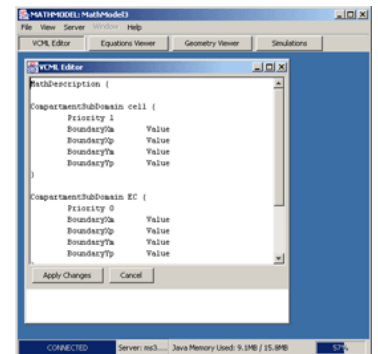 MATHMODEL: MathModel3
File View Server Window Help
VCML Editor Equations Viewer Geometry Viewer Simulations
VCML Editor
MathDescription {
CompartmentSubDomain cell {
Priority 1
BoundaryXm Value
BoundaryXp Value
BoundaryYm Value
BoundaryYp Value
}
CompartmentSubDomain EC {
Priority 0
BoundaryXm Value
BoundaryXp Value
BoundaryYm Value
BoundaryYp Value
Apply Changes Cancel
CONNECTED Server: ms3.... Java Memory Used: 9.1MB / 15.8MB 57%